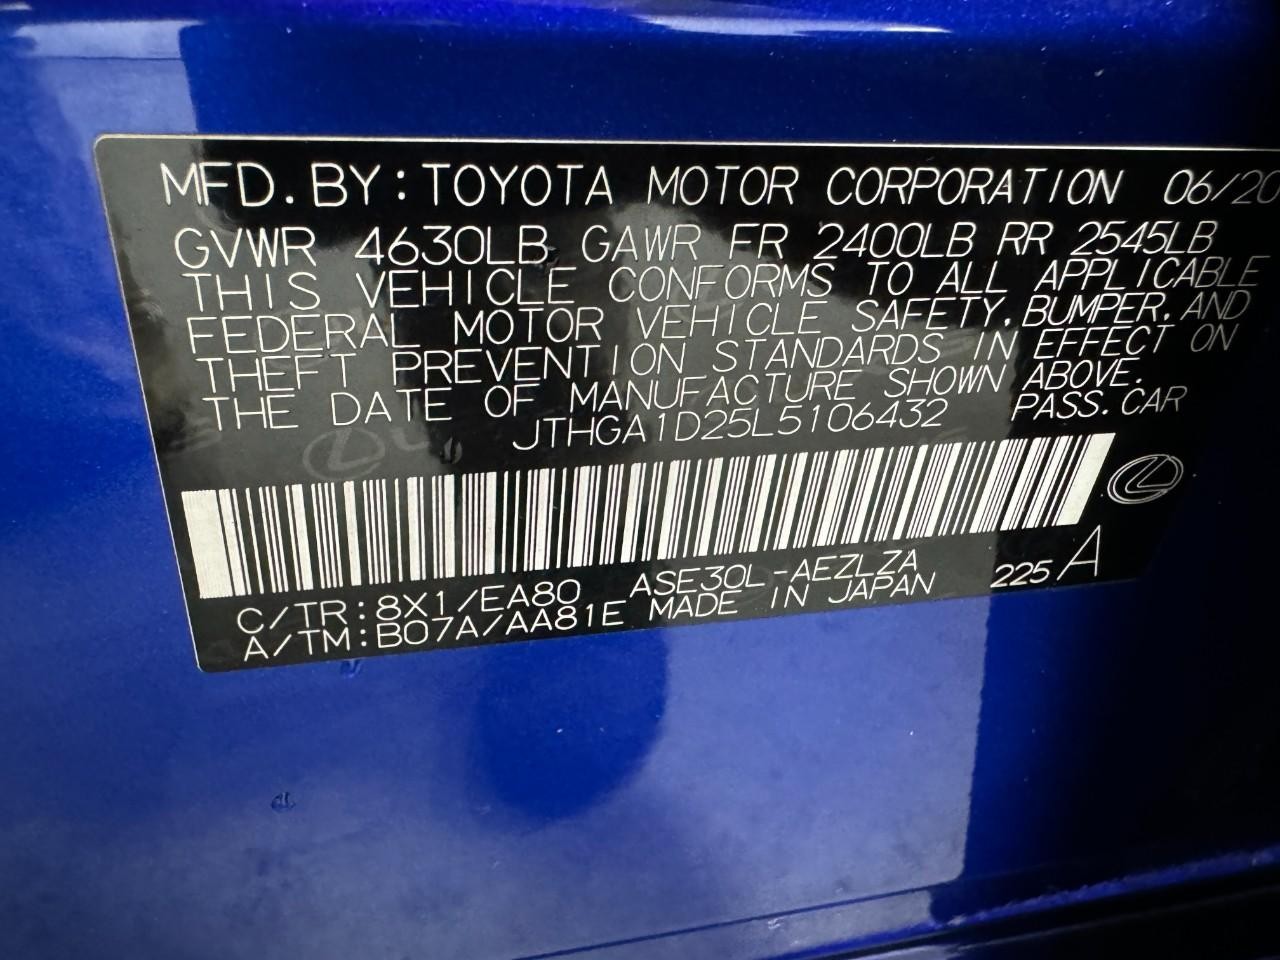 MFD. BY: TOYOTA MOTOR CORPORATION 06/20
GVWR 4630LB GAWR FR 2400LB RR 2545LB
THIS VEHICLE CONFORMS TO ALL APPLICABLE
FEDERAL MOTOR VEHICLE SAFETY, BUMPER, AND
THEFT PREVENTION STANDARDS IN EFFECT ON
THE DATE OF MANUFACTURE SHOWN ABOVE.
JTHGA1D25L5106432 PASS. CAR
C/TR: 8X1/EA80 ASE30L-AEZLZA 225 A
A/TM: B07A/AA81E MADE IN JAPAN